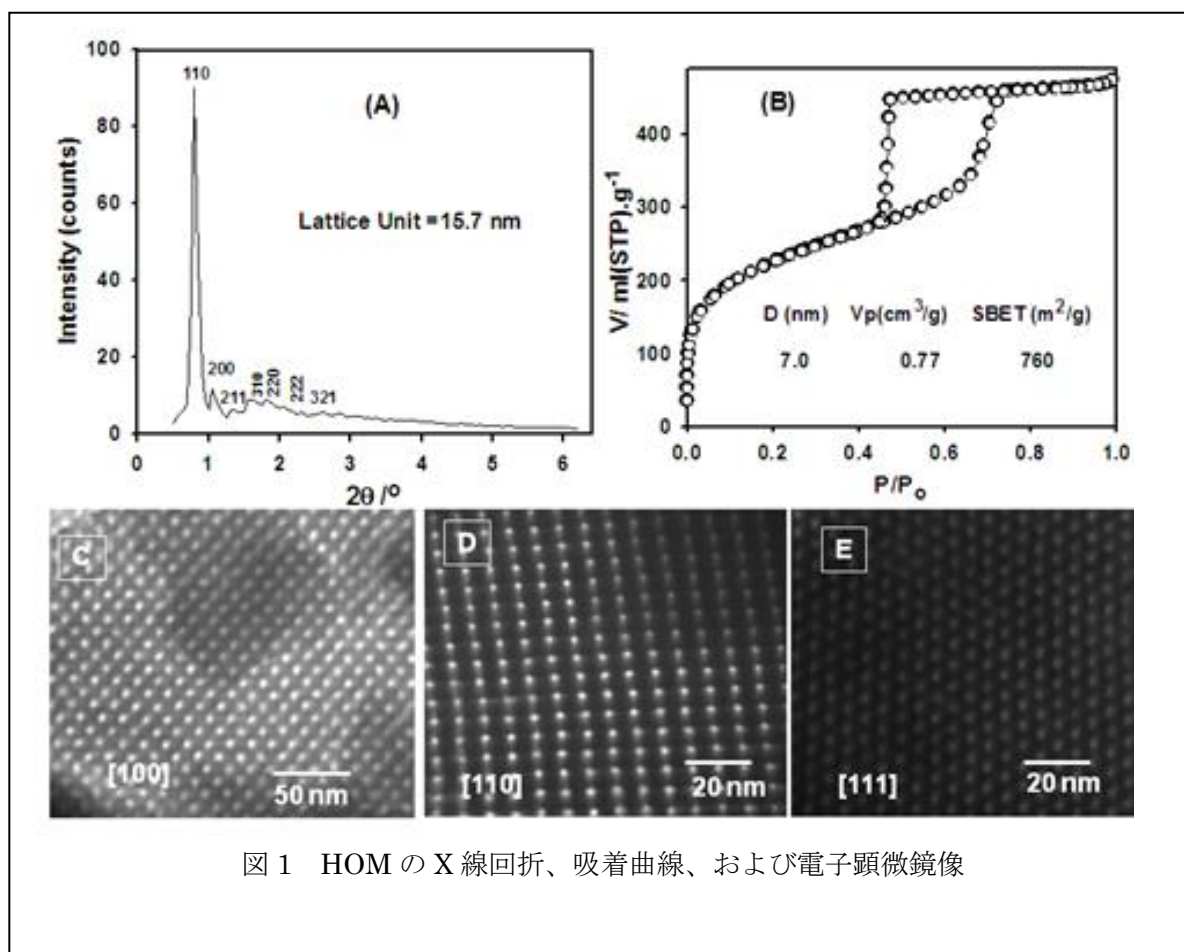 (A)
Intensity (counts)
100
80
60
40
20
0
110
200
211
310
220
222
321
Lattice Unit =15.7 nm
0 1 2 3 4 5 6
2θ /°
(B)
V/ ml(STP).g-1
400
300
200
100
0
D (nm) Vp(cm3/g) SBET (m2/g)
7.0 0.77 760
0.0 0.2 0.4 0.6 0.8 1.0
P/Po
C
[100]
50 nm
D
[110]
20 nm
E
[111]
20 nm
図 1 HOM の X 線回折、吸着曲線、および電子顕微鏡像